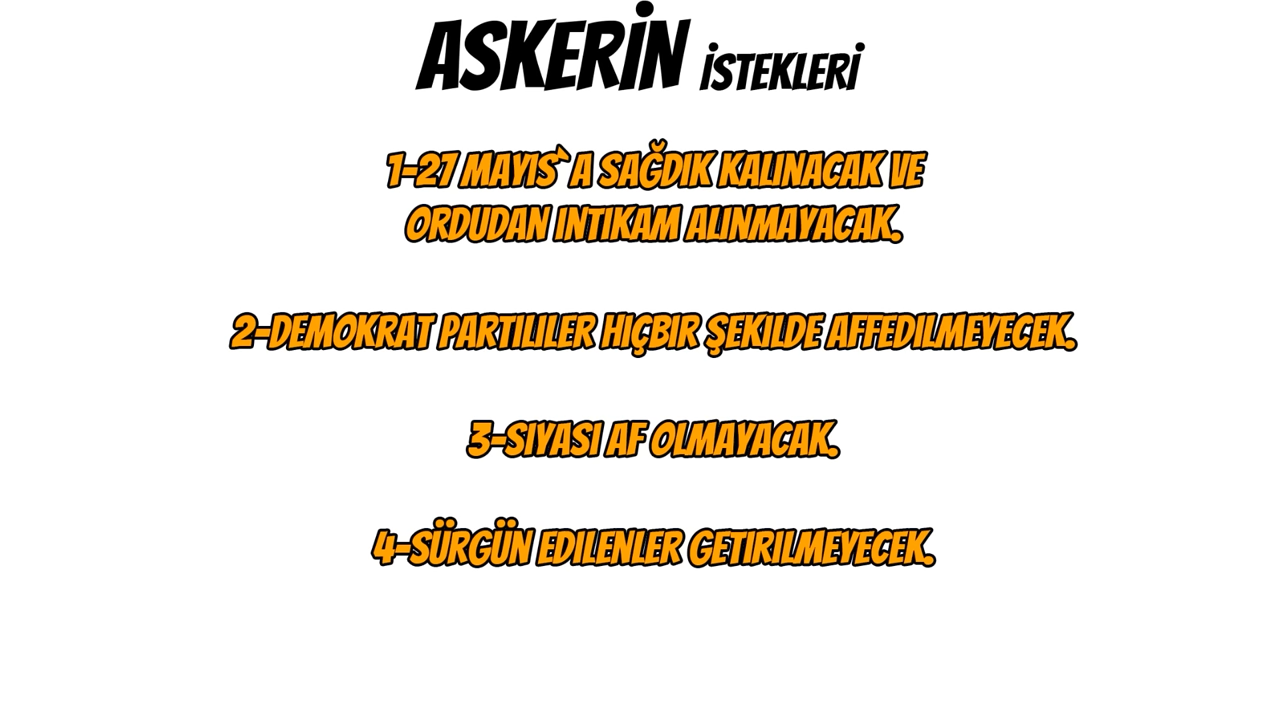 ASKERİN İSTEKLERİ
1-27 MAYIS`A SAĞDIK KALINACAK VE
ORDUDAN INTIKAM ALINMAYACAK.
2-DEMOKRAT PARTILILER HIÇBIR ŞEKILDE AFFEDILMEYECEK.
3-SIYASI AF OLMAYACAK.
4-SÜRGÜN EDILENLER GETIRILMEYECEK.